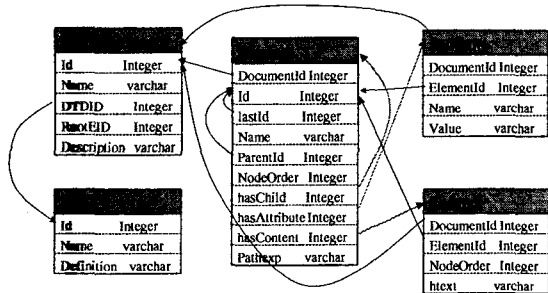 Id Integer
Name varchar
DTDID Integer
RootEID Integer
Description varchar
Id Integer
Name varchar
Definition varchar
DocumentId Integer
Id Integer
lastId Integer
Name varchar
ParentId Integer
NodeOrder Integer
hasChild Integer
hasAttribute Integer
hasContent Integer
Pathexp varchar
DocumentId Integer
ElementId Integer
Name varchar
Value varchar
DocumentId Integer
ElementId Integer
NodeOrder Integer
htext varchar